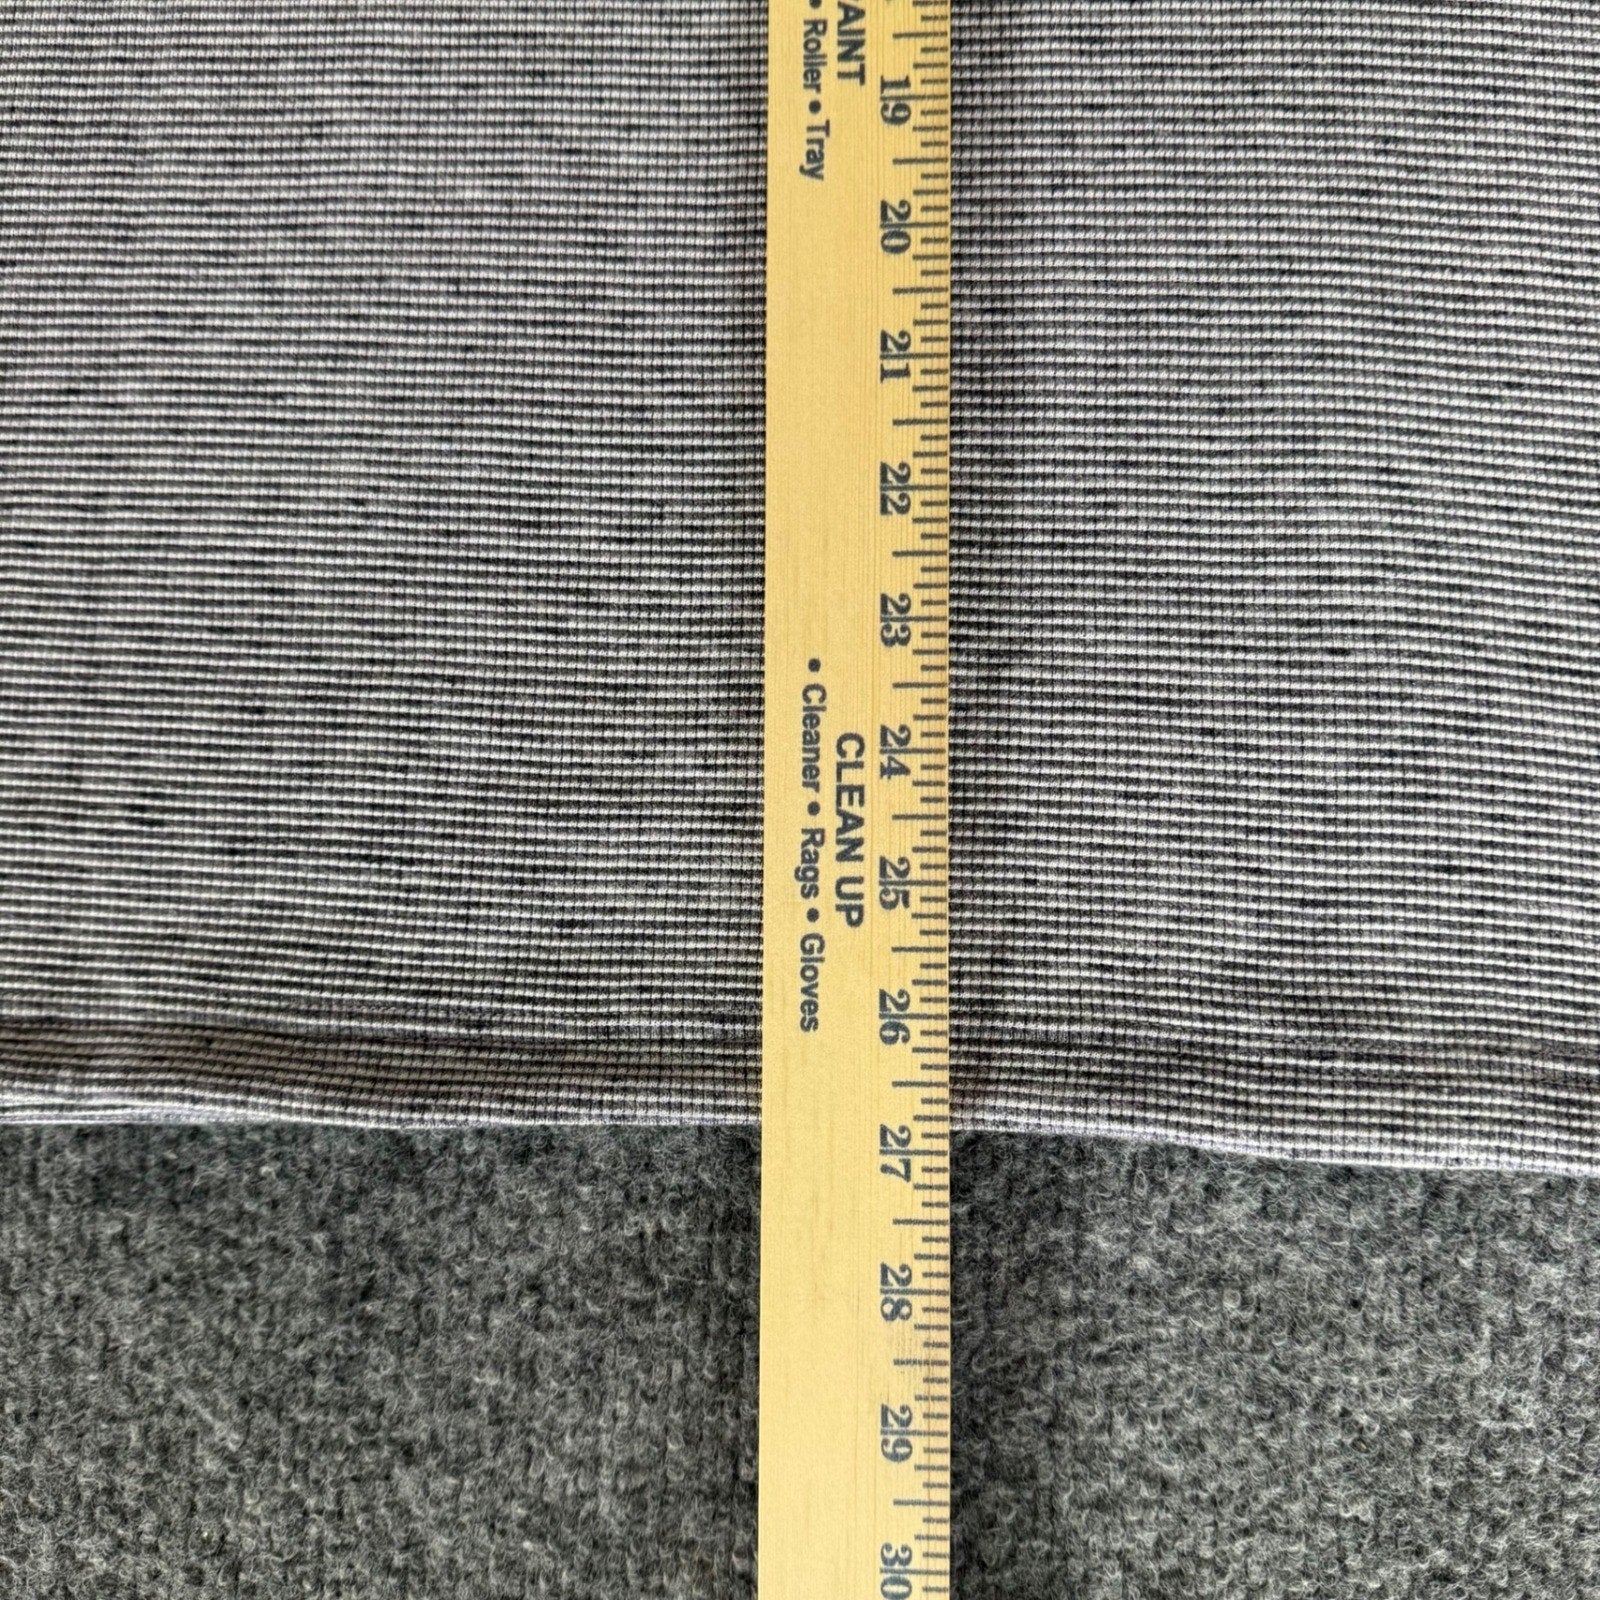 AINT
• Roller • Tray
CLEAN UP
• Cleaner • Rags • Gloves
19 20 21 22 23 24 25 26 27 28 29 30